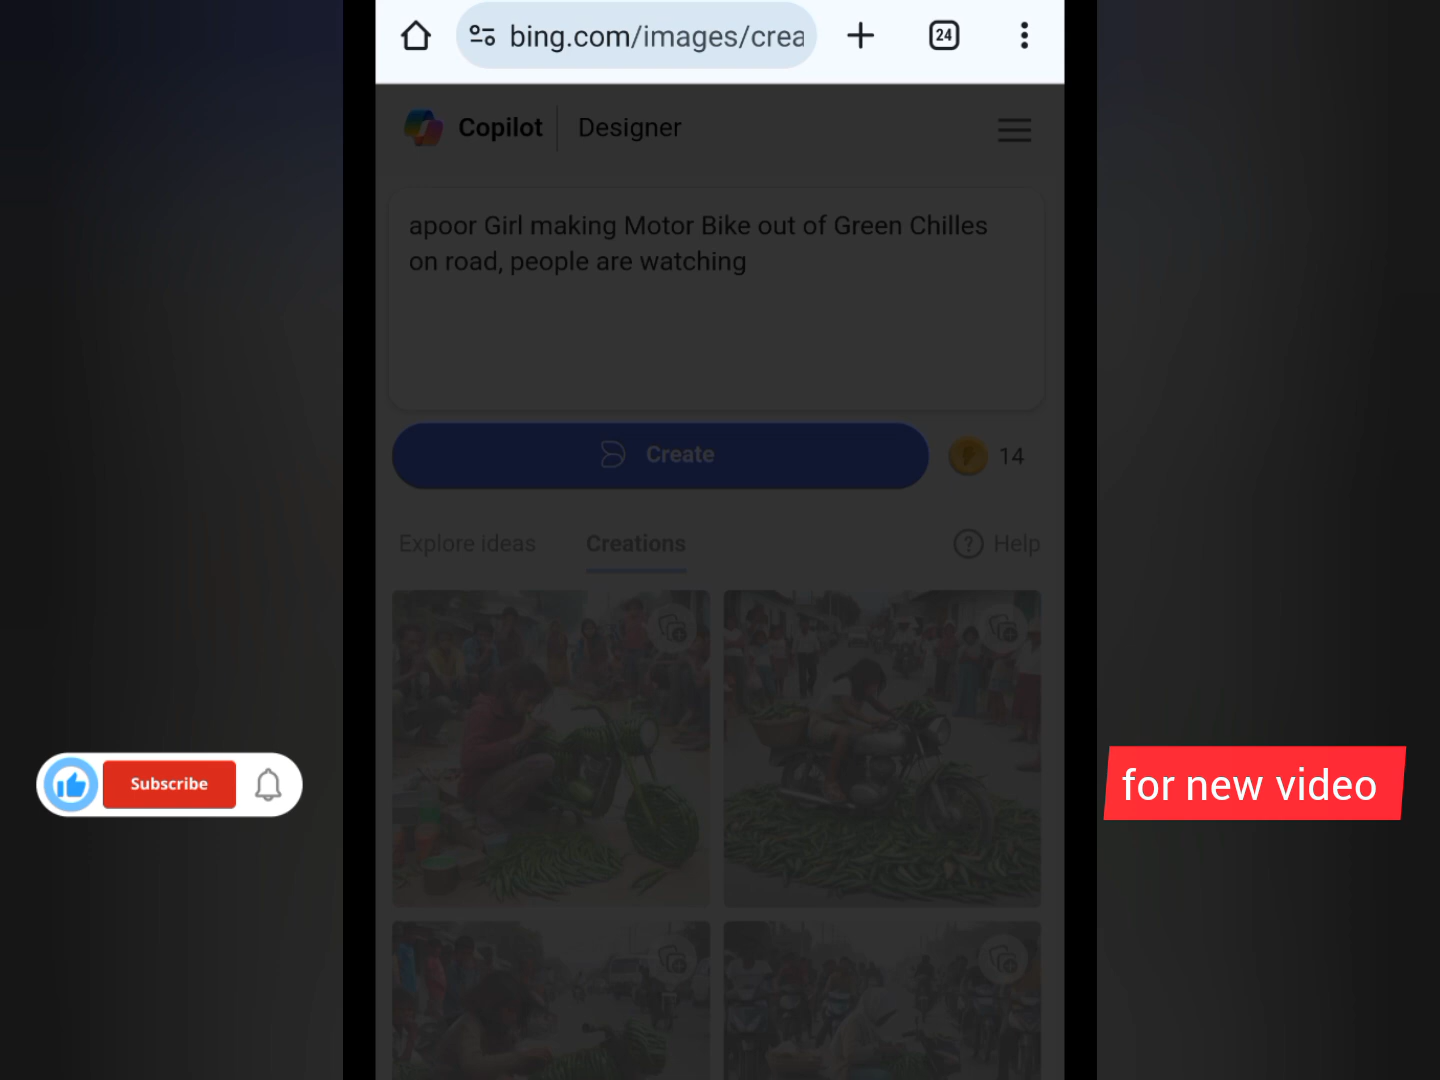 bing.com/images/crea
24
Copilot
Designer
apoor Girl making Motor Bike out of Green Chilles
on road, people are watching
Create
14
Explore ideas
Creations
? Help
Subscribe
for new video